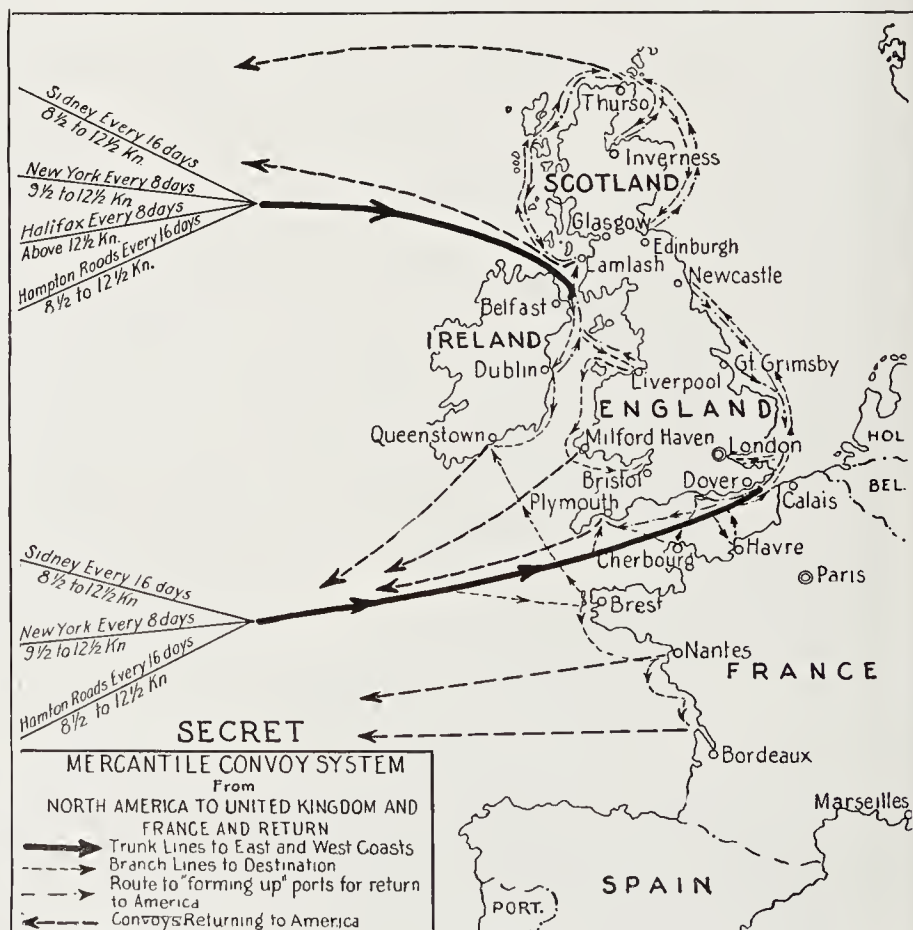 Sidney Every 16 days
8½ to 12½ Kn.
New York Every 8 days
9½ to 12½ Kn.
Halifax Every 8 days
Above 12½ Kn.
Hampton Roads Every 16 days
8½ to 12½ Kn.
Thurso
Inverness
SCOTLAND
Glasgow
Edinburgh
Lamlash
Newcastle
Belfast
IRELAND
Dublin
Liverpool
Gt. Grimsby
ENGLAND
Queenstown
Milford Haven
London
HOL
Bristol
Dover
BEL.
Plymouth
Calais
Cherbourg
Havre
Paris
Brest
Sidney Every 16 days
8½ to 12½ Kn
New York Every 8 days
9½ to 12½ Kn
Hamton Roads Every 16 days
8½ to 12½ Kn
Nantes
FRANCE
Bordeaux
Marseilles
SPAIN
PORT.
SECRET
MERCANTILE CONVOY SYSTEM
From
NORTH AMERICA TO UNITED KINGDOM AND
FRANCE AND RETURN
Trunk Lines to East and West Coasts
Branch Lines to Destination
Route to "forming up" ports for return
to America
Convoys Returning to America